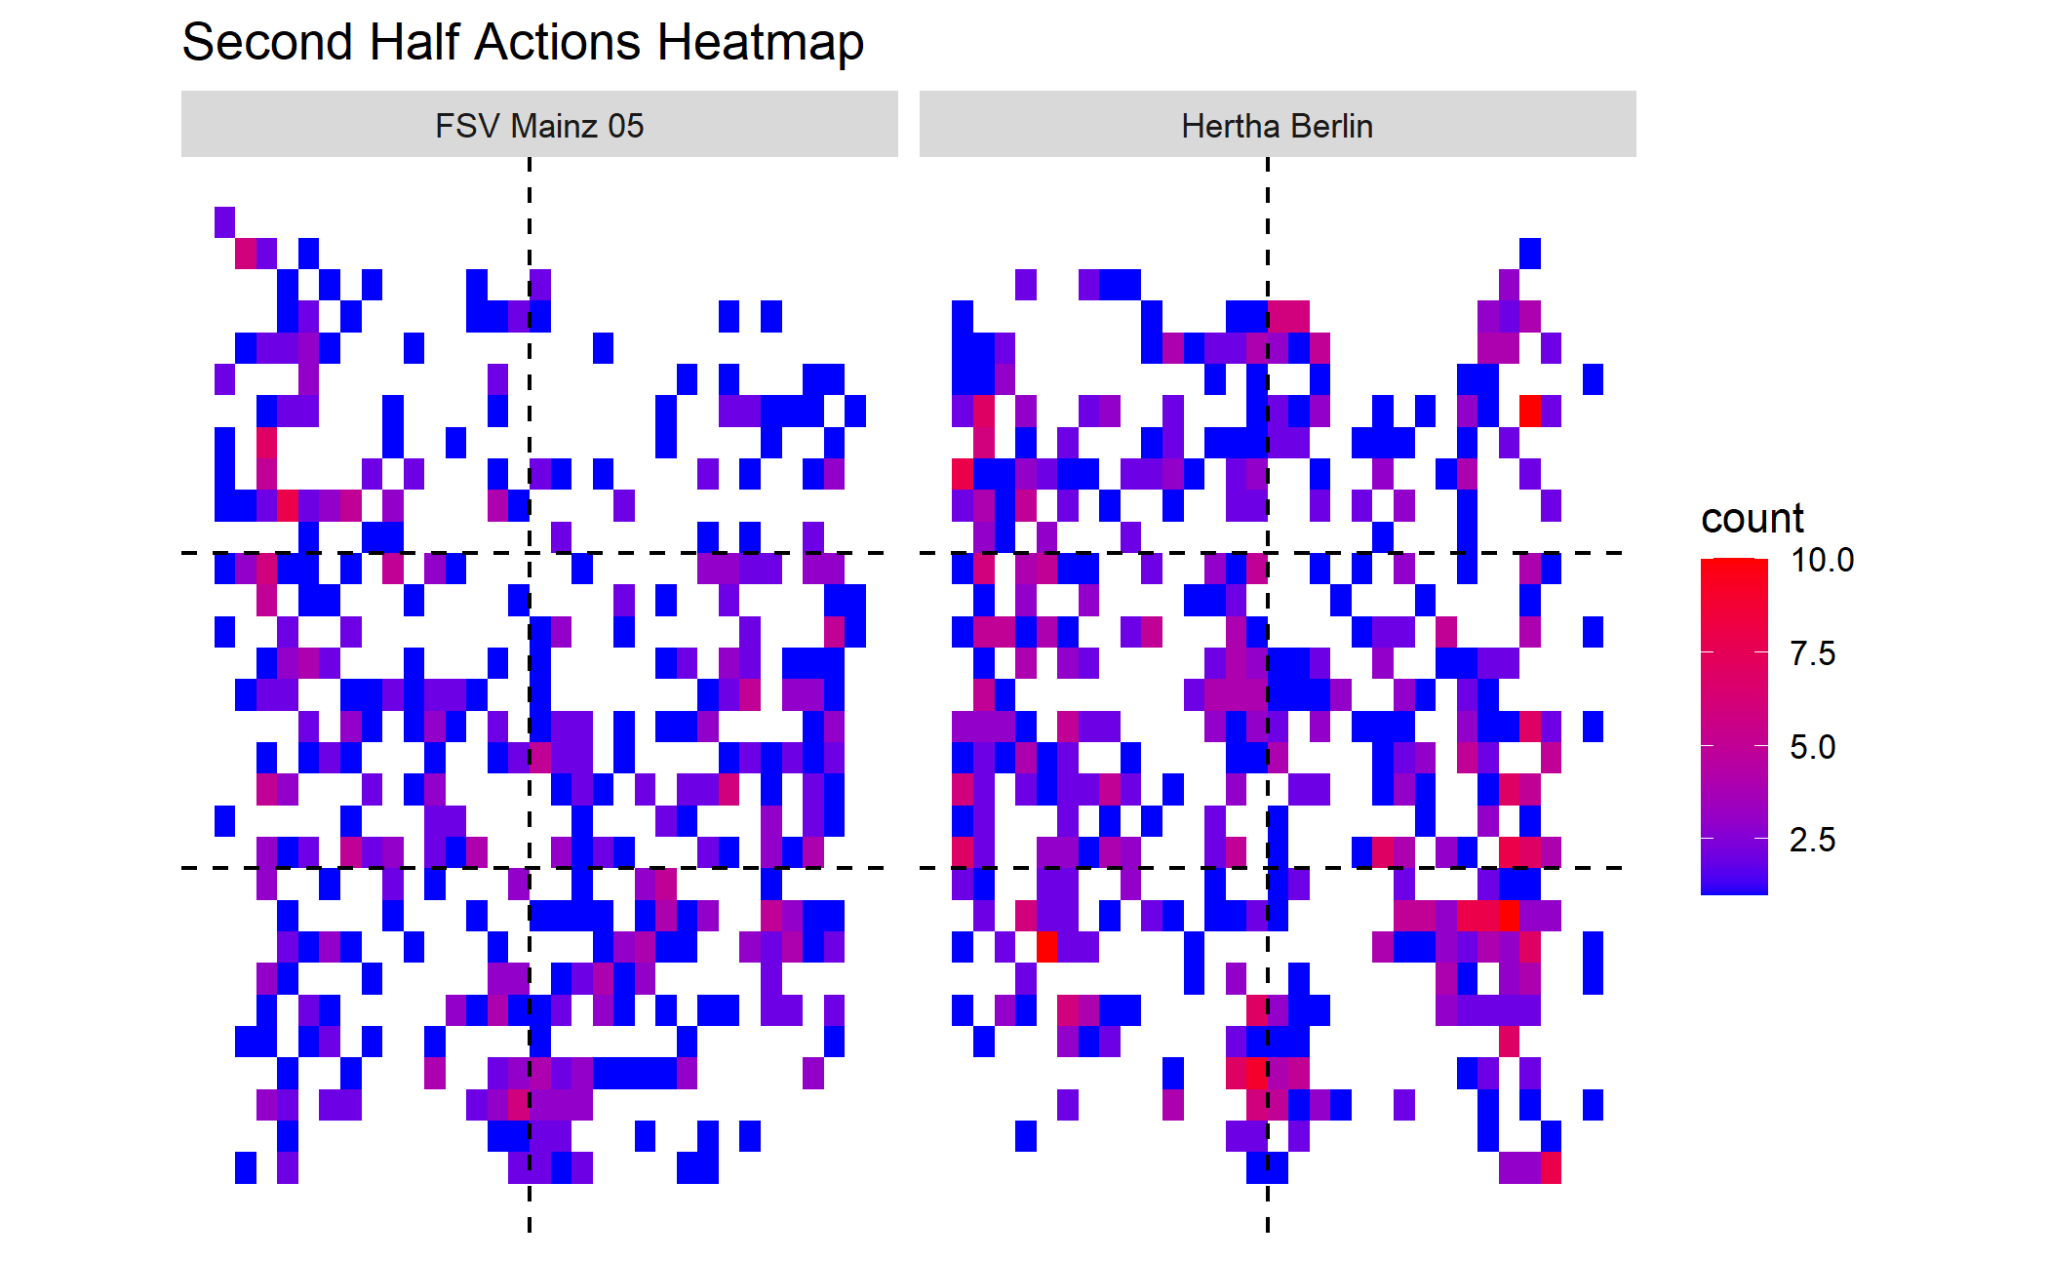 Second Half Actions Heatmap
FSV Mainz 05
Hertha Berlin
count
10.0
7.5
5.0
2.5